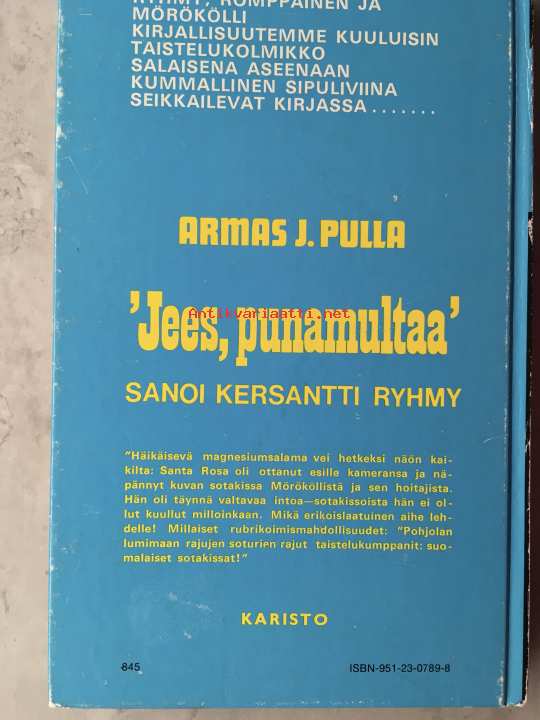 RYHMY, ROMPPAINEN JA
MÖRÖKÖLLI
KIRJALLISUUTEMME KUULUISIN
TAISTELUKOLMIKKO
SALAISENA ASEENAAN
KUMMALLINEN SIPULIVIINA
SEIKKAILEVAT KIRJASSA.......
ARMAS J. PULLA
Antikvariaatti.net
'Jees, punamultaa'
SANOI KERSANTTI RYHMY
"Häikäisevä magnesiumsalama vei hetkeksi näön kai-
kilta: Santa Rosa oli ottanut esille kameransa ja nä-
pännyt kuvan sotakissa Mörököllistä ja sen hoitajista.
Hän oli täynnä valtavaa intoa—sotakissoista hän ei ol-
lut kuullut milloinkaan. Mikä erikoislaatuinen aihe leh-
delle! Millaiset rubrikoimismahdollisuudet: "Pohjolan
lumimaan rajujen soturien rajut taistelukumppanit: suo-
malaiset sotakissat!"
KARISTO
845
ISBN-951-23-0789-8